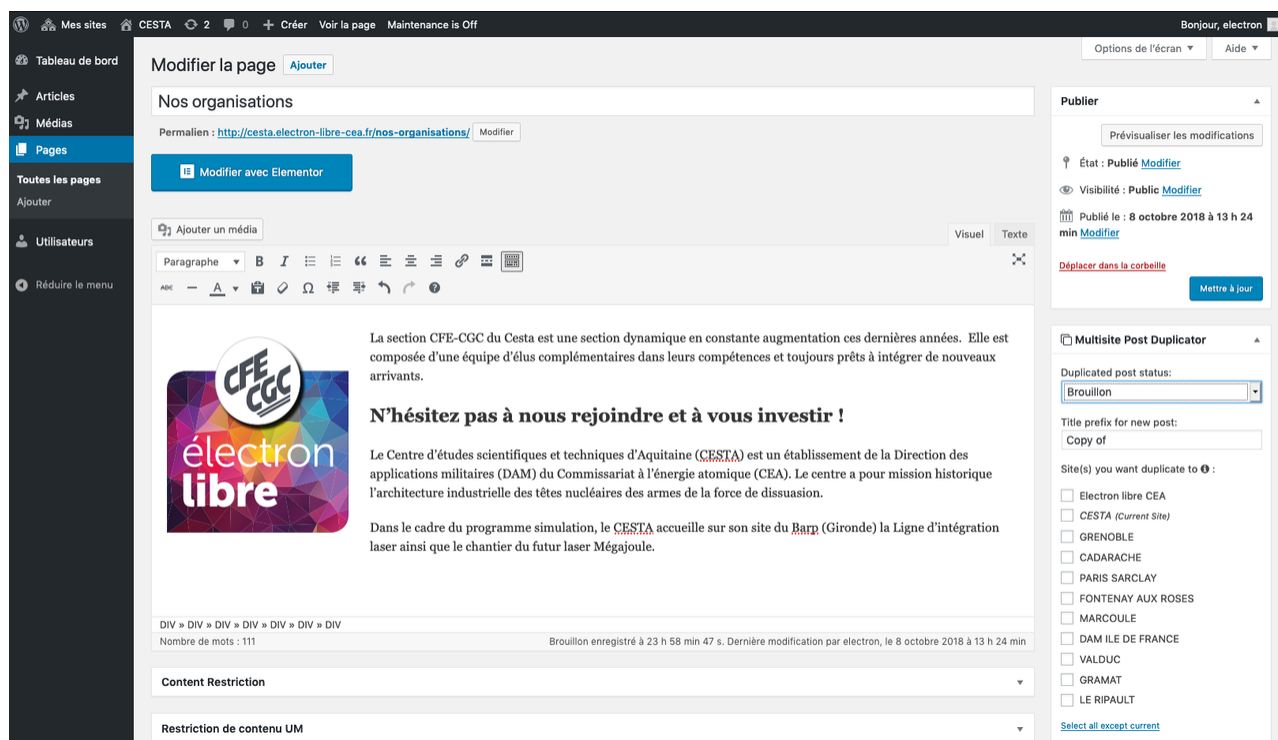 Mes sites CESTA 2 0 Créer Voir la page Maintenance is Off Bonjour, electron
Tableau de bord
Articles
Médias
Pages
Toutes les pages
Ajouter
Utilisateurs
Réduire le menu
Options de l'écran ▼ Aide ▼
Modifier la page Ajouter
Nos organisations
Permalien : http://cesta.electron-libre-cea.fr/nos-organisations/ Modifier
Modifier avec Elementor
Ajouter un média
Visuel Texte
Paragraphe
B I
ABC A Ω
CFE
CGC
électron
libre
La section CFE-CGC du Cesta est une section dynamique en constante augmentation ces dernières années. Elle est
composée d'une équipe d'élus complémentaires dans leurs compétences et toujours prêts à intégrer de nouveaux
arrivants.
N'hésitez pas à nous rejoindre et à vous investir !
Le Centre d'études scientifiques et techniques d'Aquitaine (CESTA) est un établissement de la Direction des
applications militaires (DAM) du Commissariat à l'énergie atomique (CEA). Le centre a pour mission historique
l'architecture industrielle des têtes nucléaires des armes de la force de dissuasion.
Dans le cadre du programme simulation, le CESTA accueille sur son site du Barp (Gironde) la Ligne d'intégration
laser ainsi que le chantier du futur laser Mégajoule.
DIV » DIV » DIV » DIV » DIV » DIV » DIV
Nombre de mots : 111
Brouillon enregistré à 23 h 58 min 47 s. Dernière modification par electron, le 8 octobre 2018 à 13 h 24 min
Content Restriction
Restriction de contenu UM
Publier
Prévisualiser les modifications
État : Publié Modifier
Visibilité : Public Modifier
Publié le : 8 octobre 2018 à 13 h 24
min Modifier
Déplacer dans la corbeille
Mettre à jour
Multisite Post Duplicator
Duplicated post status:
Brouillon
Title prefix for new post:
Copy of
Site(s) you want duplicate to :
Electron libre CEA
CESTA (Current Site)
GRENOBLE
CADARACHE
PARIS SARCLAY
FONTENAY AUX ROSES
MARCOULE
DAM ILE DE FRANCE
VALDUC
GRAMAT
LE RIPAULT
Select all except current